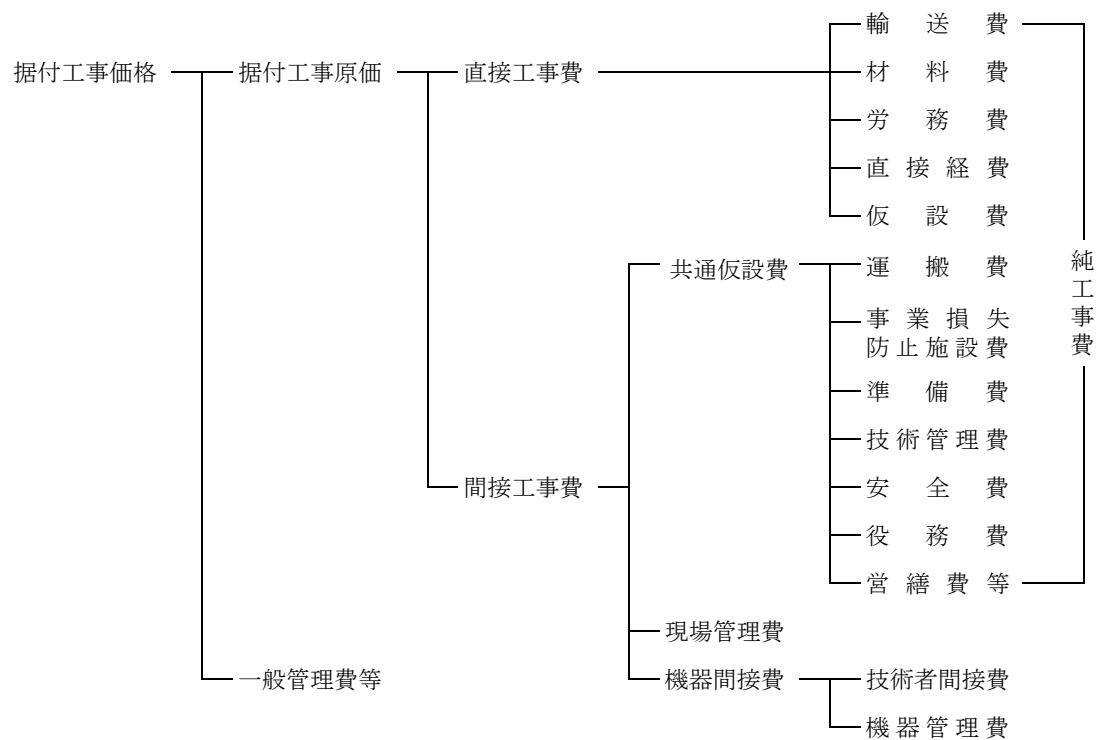 輸送費
据付工事価格
据付工事原価
直接工事費
材料費
労務費
直接経費
仮設費
共通仮設費
運搬費
事業損失
防止施設費
準備費
技術管理費
間接工事費
安全費
役務費
営繕費等
純工事費
現場管理費
一般管理費等
機器間接費
技術者間接費
機器管理費